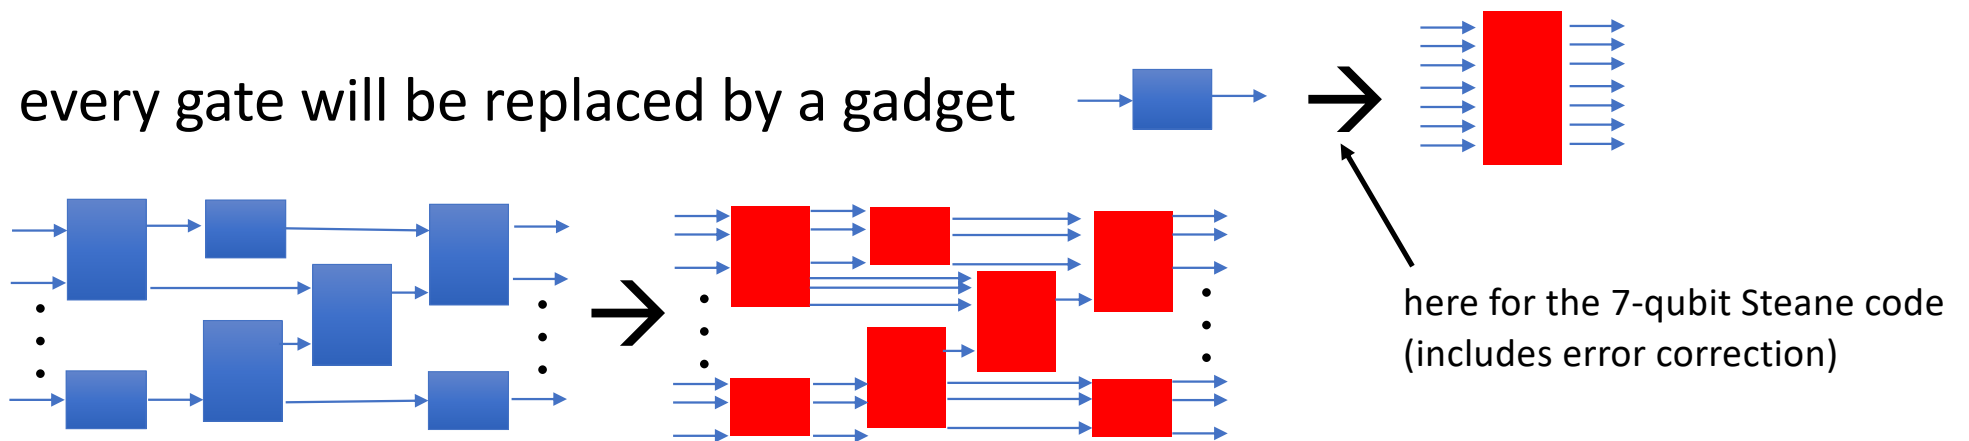 every gate will be replaced by a gadget
here for the 7-qubit Steane code
(includes error correction)